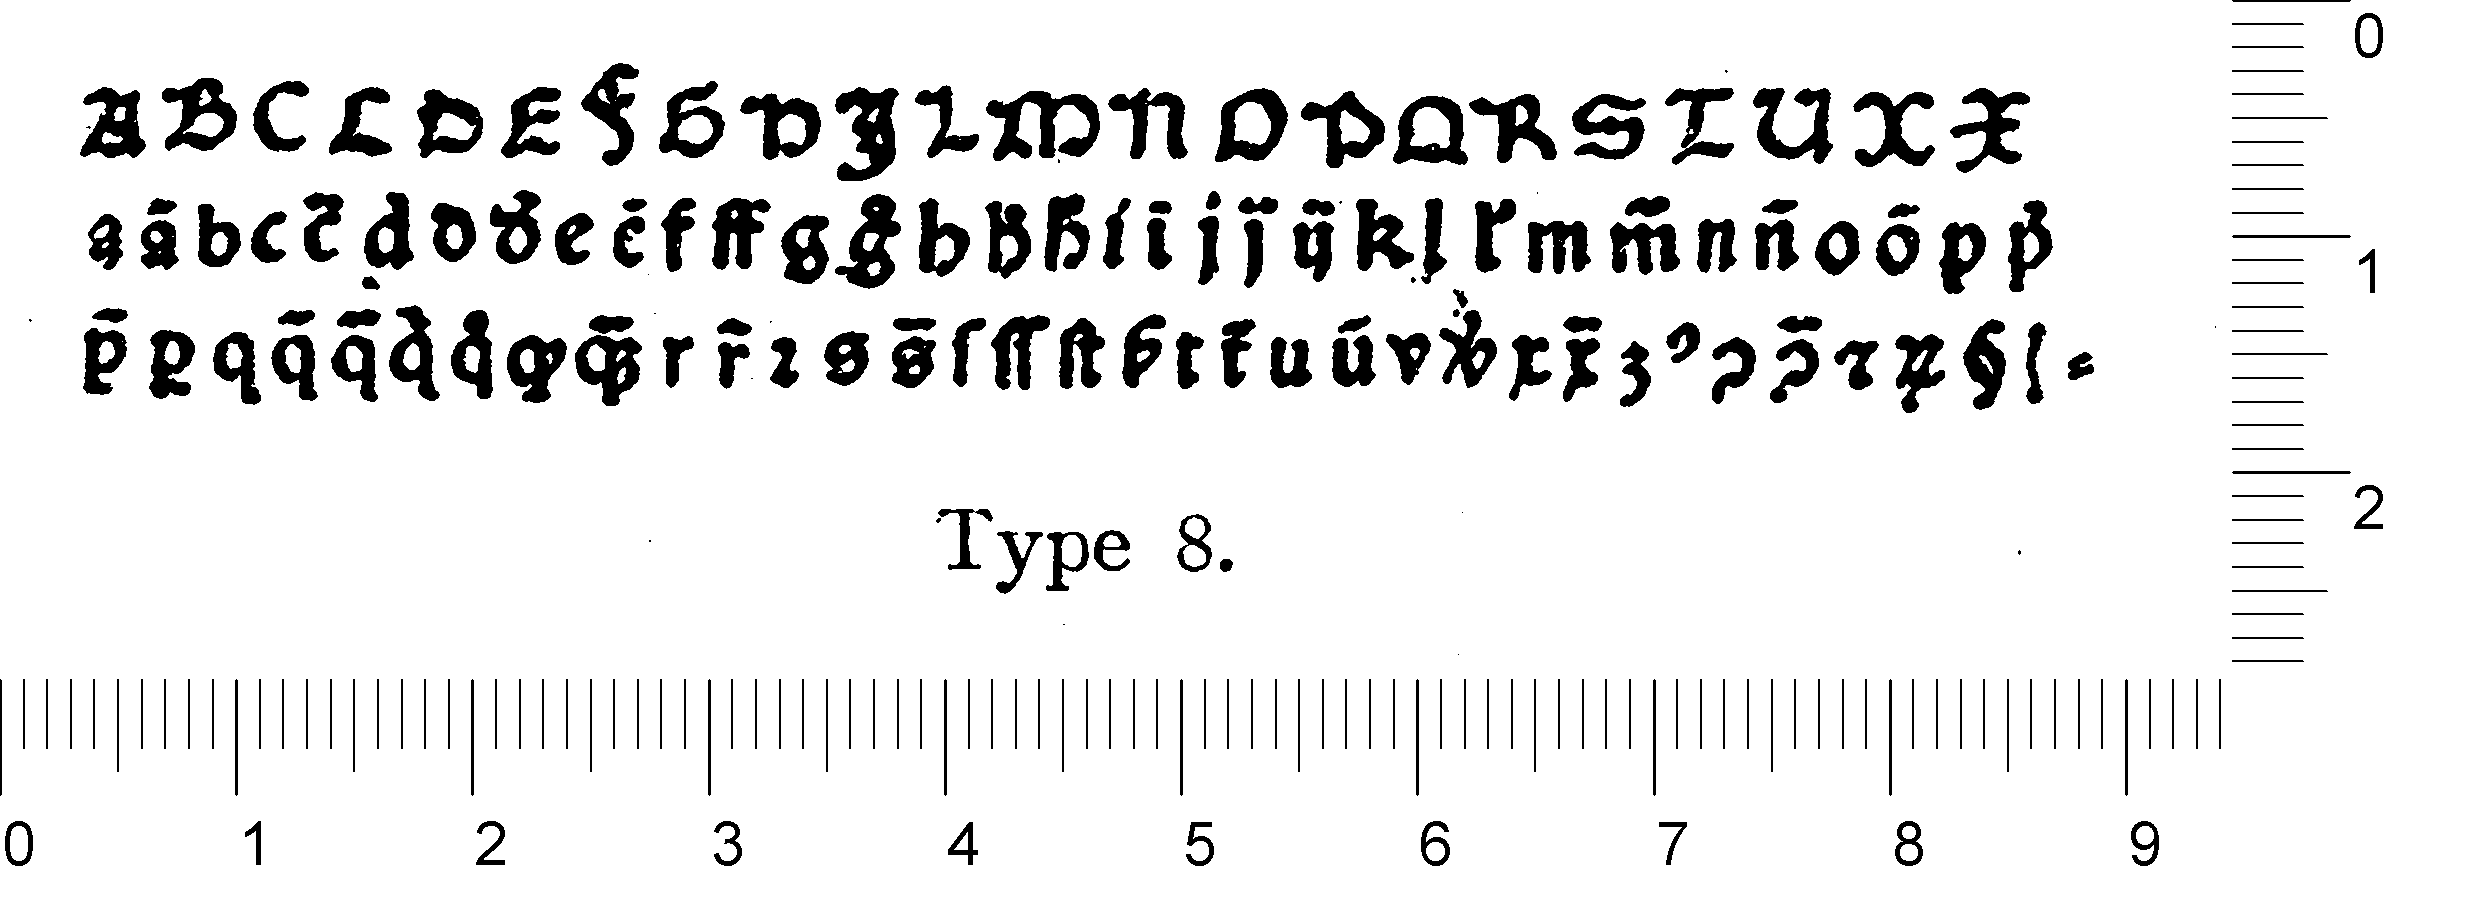 A B C C D E F G H J L M N O P Q R S T U X X
a ā b c c̄ d d đ e ē f ff g ḡ h h̄ ħ i ī j j̄ ij k l l̉ m m̄ n n̄ o ō p p̉
p̄ ꝑ q q̄ q̄ q̉ q̊ ꝙ ꝙ̄ r r̄ ꝛ s s̄ ſ ſſ ſt ẜ t t̄ u ū v w x x̄ ʒ ꝰ ꝯ ꝯ̄ ⁊ ꝝ § ( =
Type 8.
0
1
2
0 1 2 3 4 5 6 7 8 9